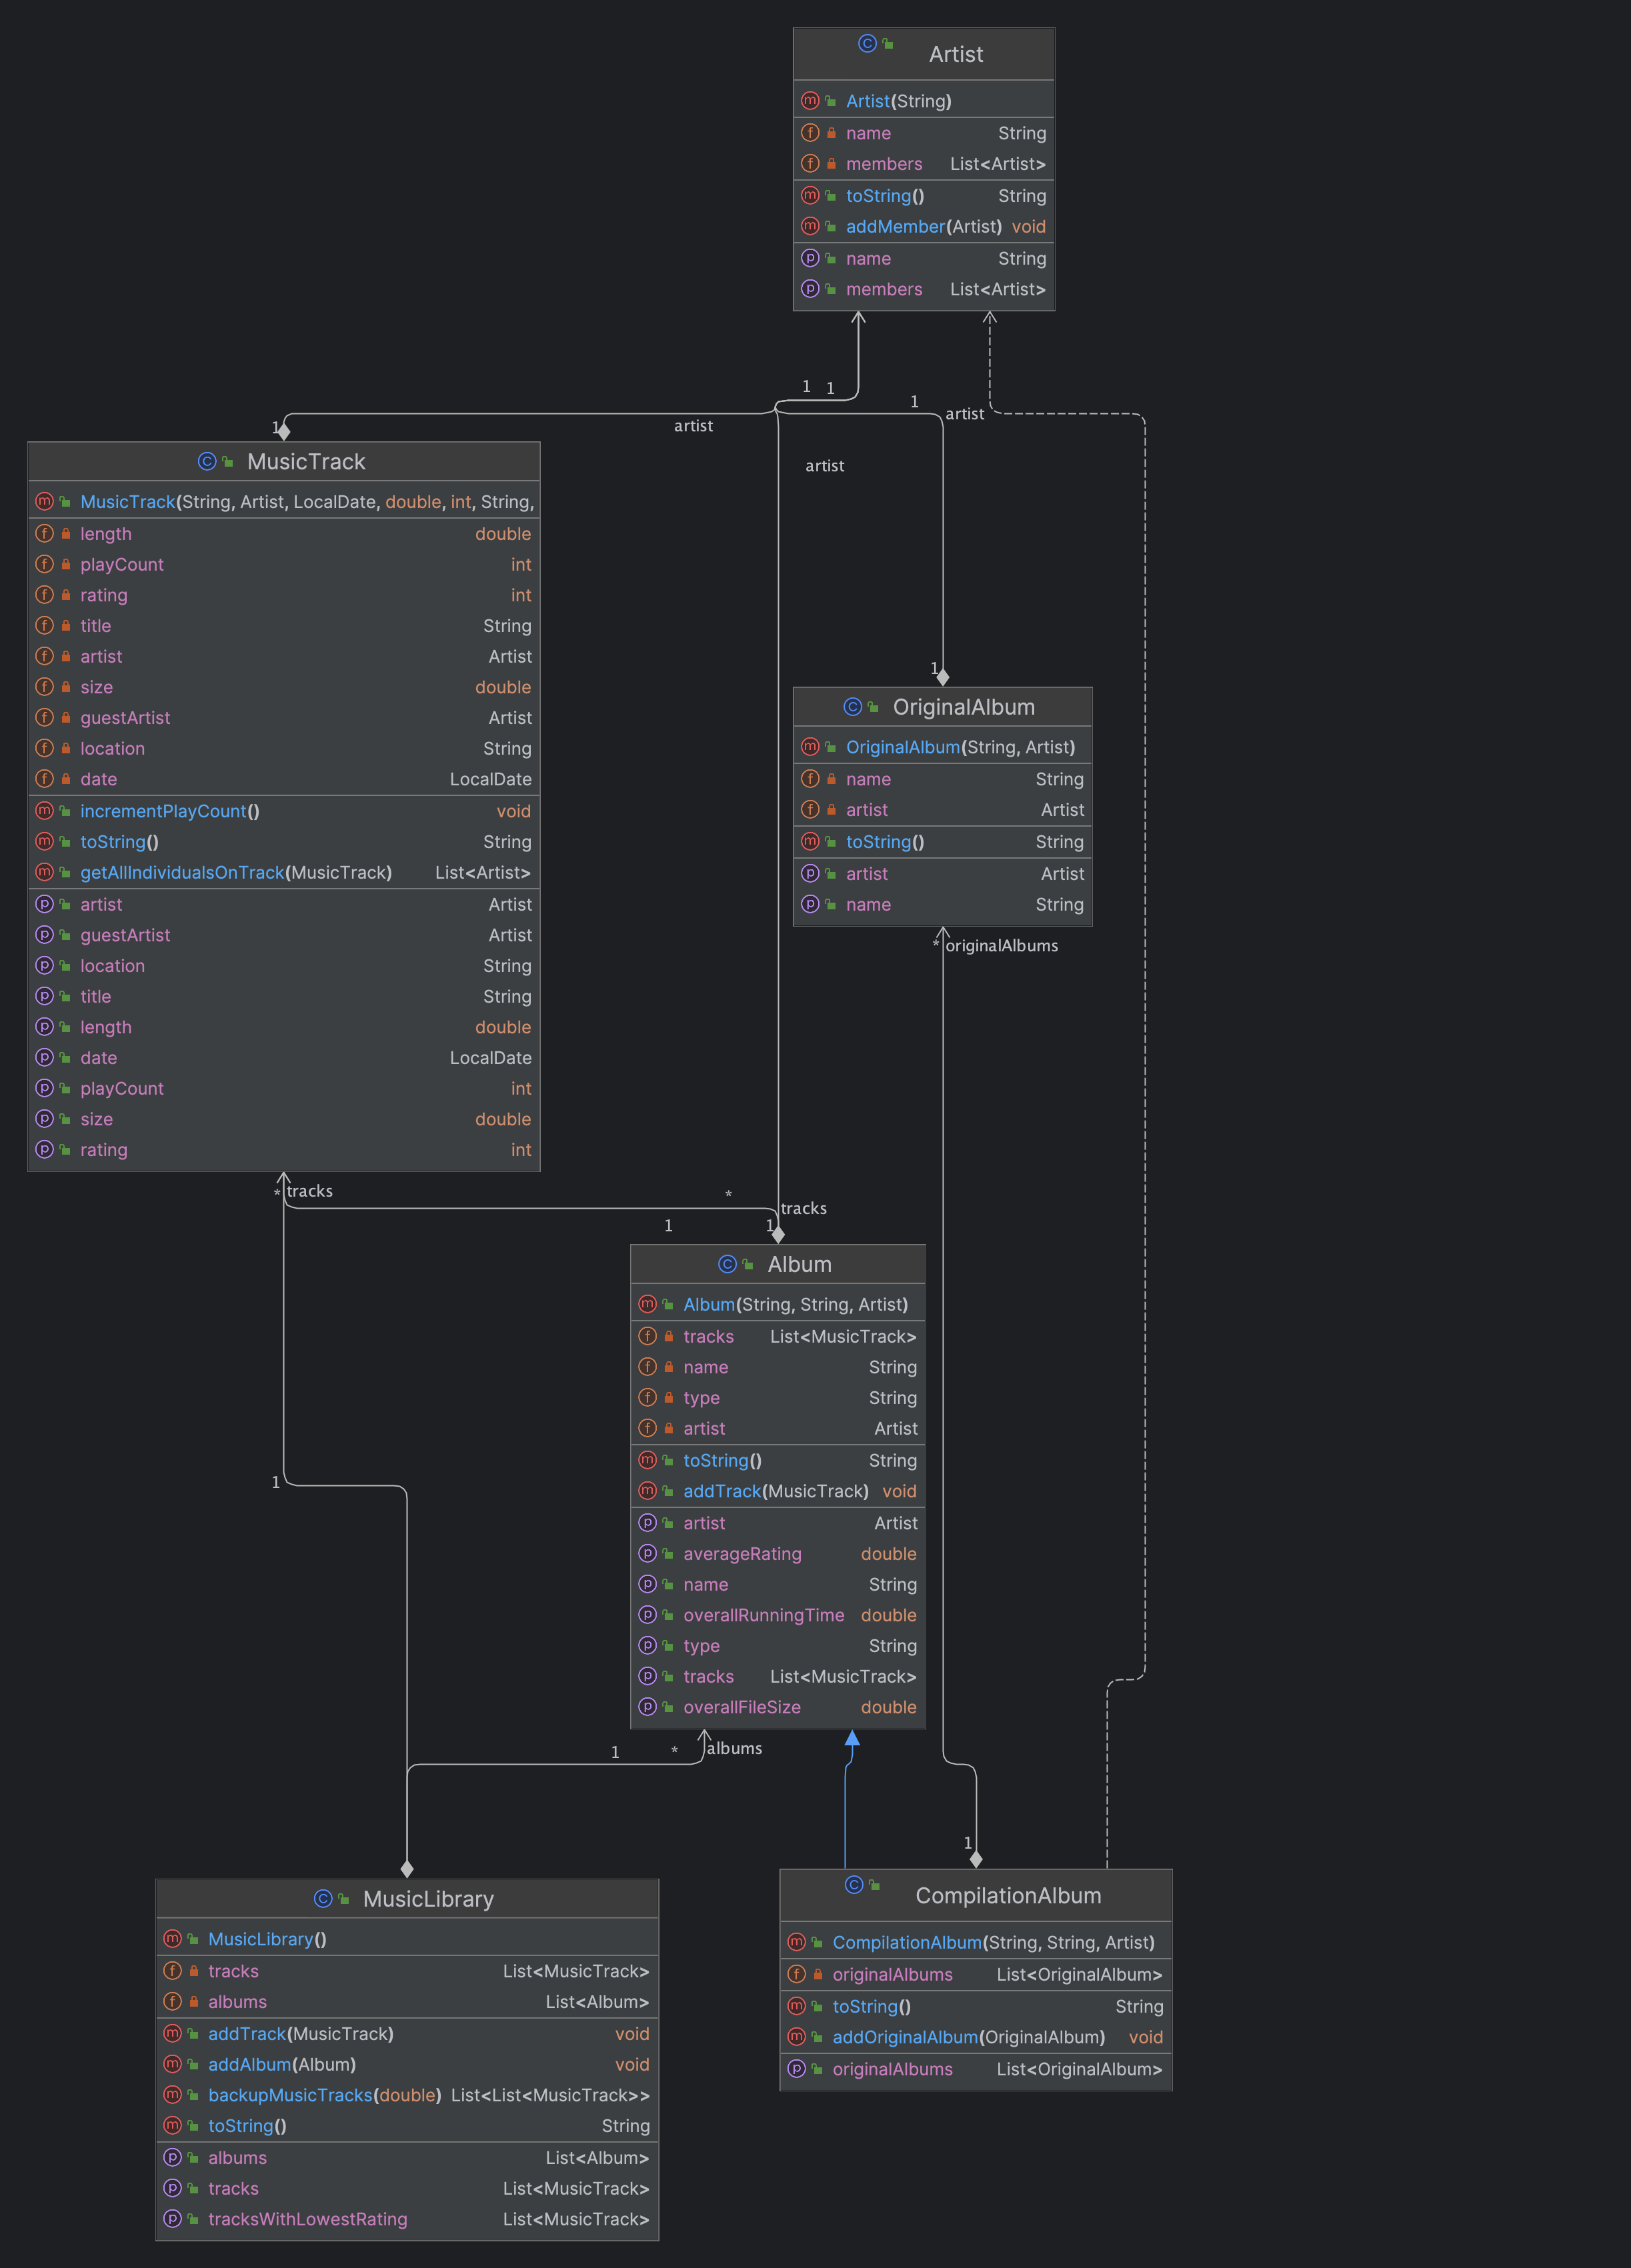 Artist
Artist(String)
name String
members List<Artist>
toString() String
addMember(Artist) void
name String
members List<Artist>
1 1 1
artist
artist
artist
1
MusicTrack
MusicTrack(String, Artist, LocalDate, double, int, String,
length double
playCount int
rating int
title String
artist Artist
size double
guestArtist Artist
location String
date LocalDate
incrementPlayCount() void
toString() String
getAllIndividualsOnTrack(MusicTrack) List<Artist>
artist Artist
guestArtist Artist
location String
title String
length double
date LocalDate
playCount int
size double
rating int
1
OriginalAlbum
OriginalAlbum(String, Artist)
name String
artist Artist
toString() String
artist Artist
name String
* originalAlbums
* tracks
*
tracks
1 1
Album
Album(String, String, Artist)
tracks List<MusicTrack>
name String
type String
artist Artist
toString() String
addTrack(MusicTrack) void
artist Artist
averageRating double
name String
overallRunningTime double
type String
tracks List<MusicTrack>
overallFileSize double
1
1 * albums
1
MusicLibrary
MusicLibrary()
tracks List<MusicTrack>
albums List<Album>
addTrack(MusicTrack) void
addAlbum(Album) void
backupMusicTracks(double) List<List<MusicTrack>>
toString() String
albums List<Album>
tracks List<MusicTrack>
tracksWithLowestRating List<MusicTrack>
CompilationAlbum
CompilationAlbum(String, String, Artist)
originalAlbums List<OriginalAlbum>
toString() String
addOriginalAlbum(OriginalAlbum) void
originalAlbums List<OriginalAlbum>